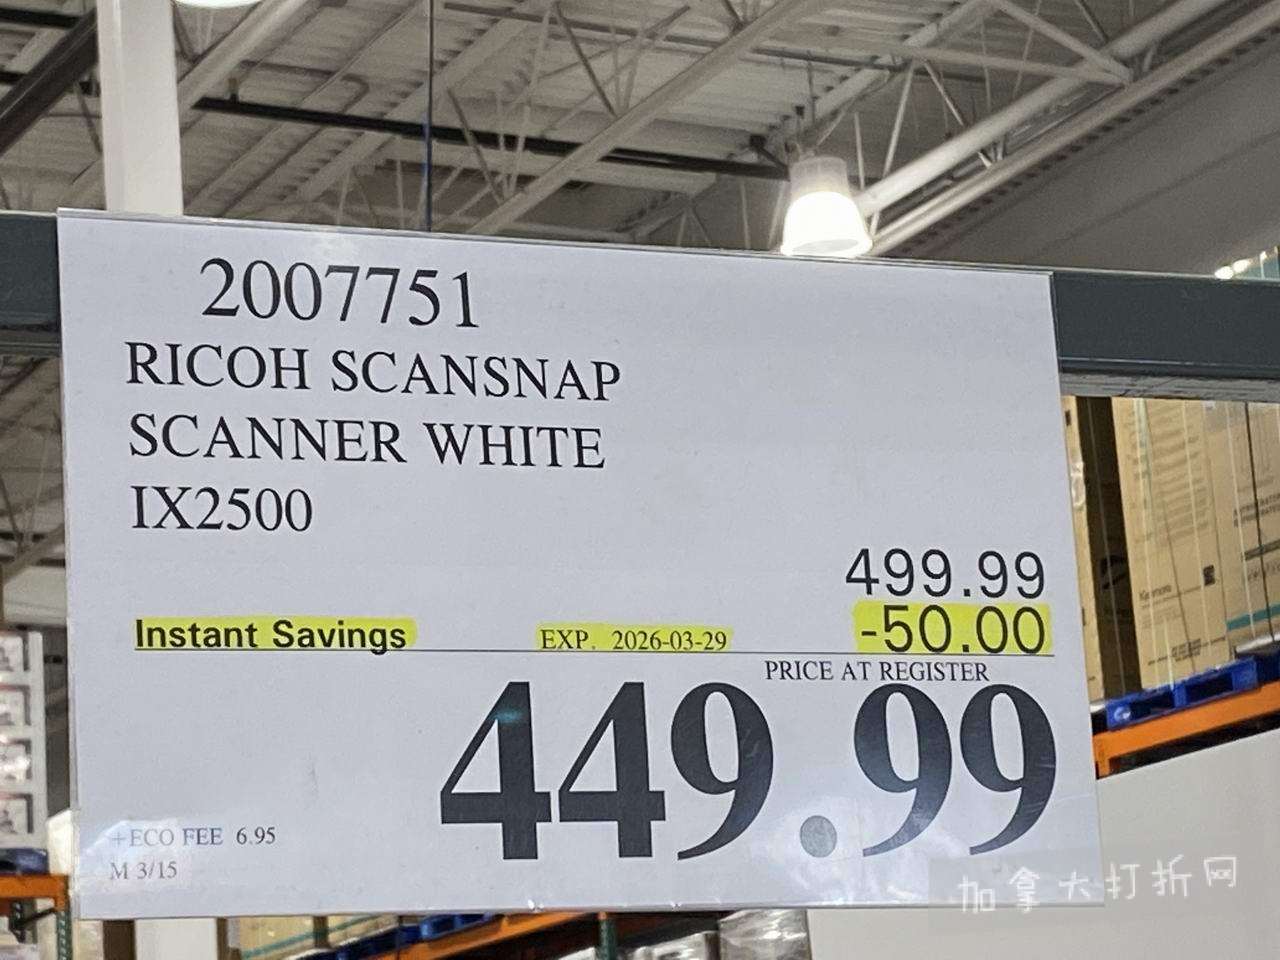 2007751
RICOH SCANSNAP
SCANNER WHITE
IX2500
499.99
Instant Savings EXP. 2026-03-29 -50.00
PRICE AT REGISTER
449.99
+ECO FEE 6.95
M 3/15
加拿大打折网